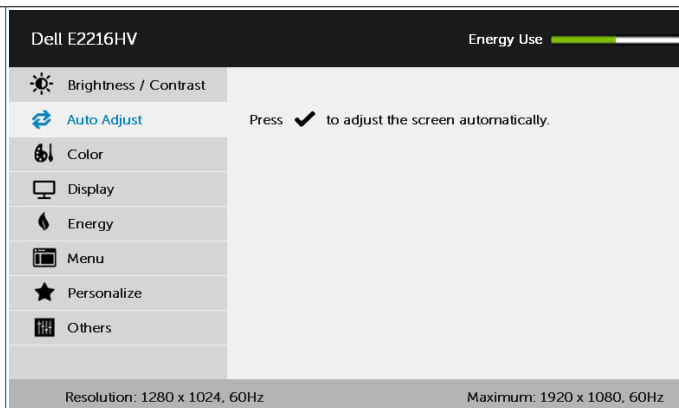 Dell E2216HV
Energy Use
Brightness / Contrast
Auto Adjust
Press ✔ to adjust the screen automatically.
Color
Display
Energy
Menu
Personalize
Others
Resolution: 1280 x 1024, 60Hz
Maximum: 1920 x 1080, 60Hz